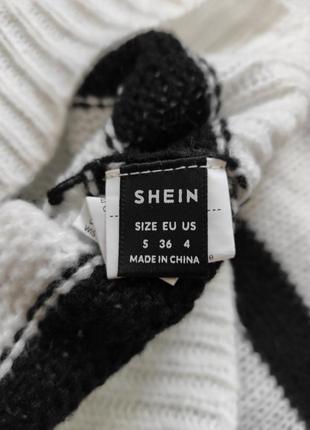 SHEIN
SIZE EU US
S 36 4
MADE IN CHINA